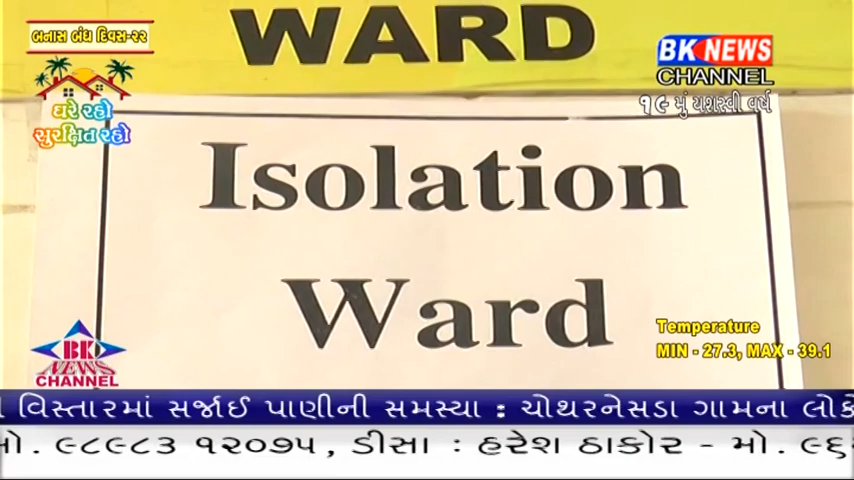 WARD
બનાસ બંધ દિવસ-૨૨
ઘરે રહો
સુરક્ષિત રહો
BK NEWS
CHANNEL
૧૯ મું યશસ્વી વર્ષ
Isolation
Ward
Temperature
MIN - 27.3, MAX - 39.1
BK
NEWS
CHANNEL
વિસ્તારમાં સર્જાઈ પાણીની સમસ્યા : ચોથરનેસડા ગામના
મો. ૯૮૯૮૩ ૧૨૦૭૫, ડીસા : હરેશ ઠાકોર - મો.